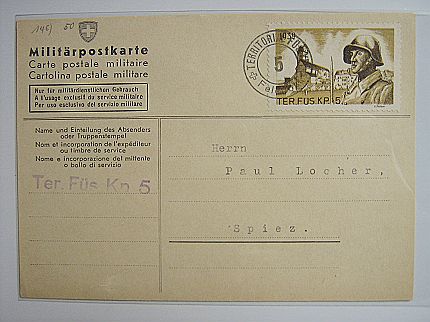 145) 50
Militärpostkarte
Carte postale militaire
Cartolina postale militare
Nur für militärdienstlichen Gebrauch
A l'usage exclusif du service militaire
Per uso esclusivo del servizio militare
Name und Einteilung des Absenders
oder Truppenstempel
Nom et incorporation de l'expéditeur
ou timbre de service
Nome e incorporazione del mittente
o bollo di servizio
Ter. Füs. Kp. 5
TERRITORI 1939
5
TER.FÜS.KP. 5.
Herrn
Paul Locher,
Spiez.